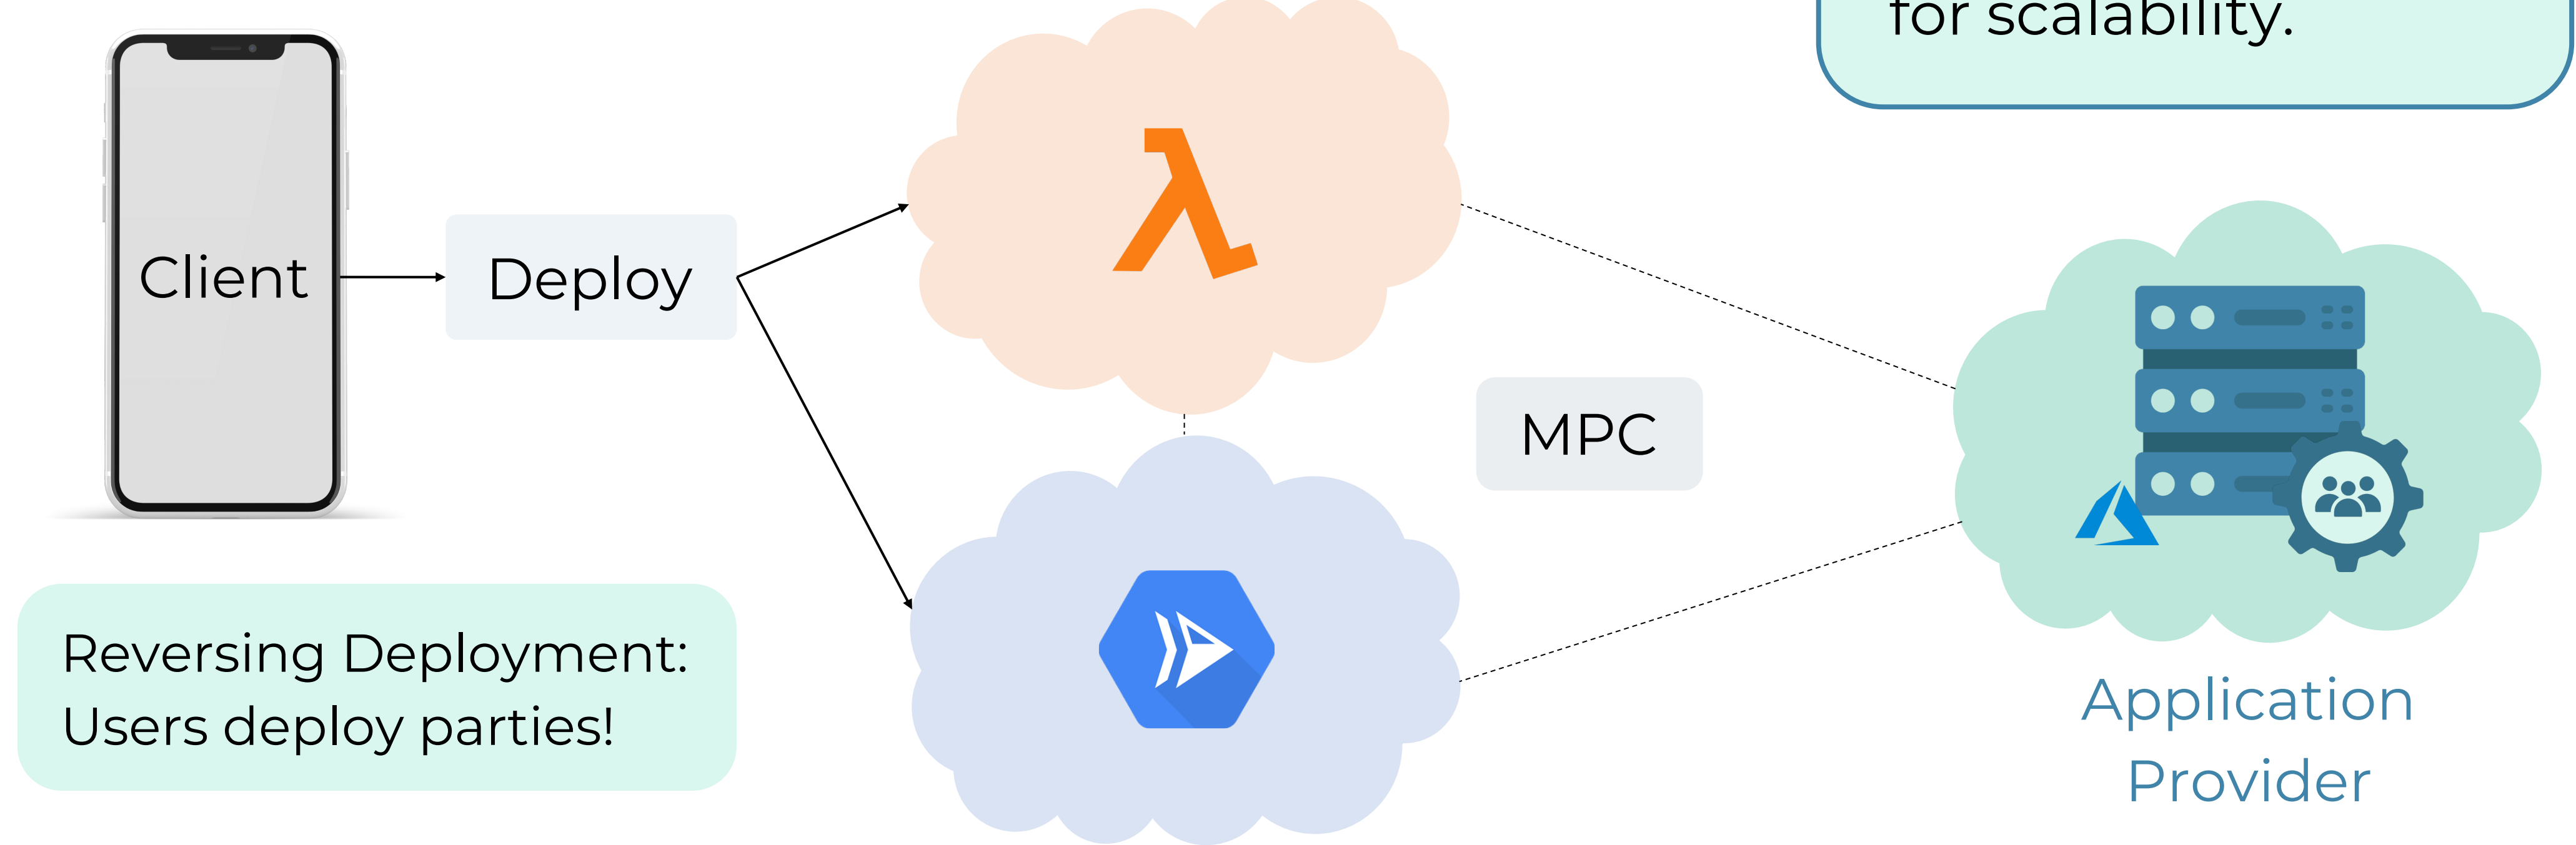 for scalability.
Client
Deploy
MPC
Reversing Deployment:
Users deploy parties!
Application
Provider